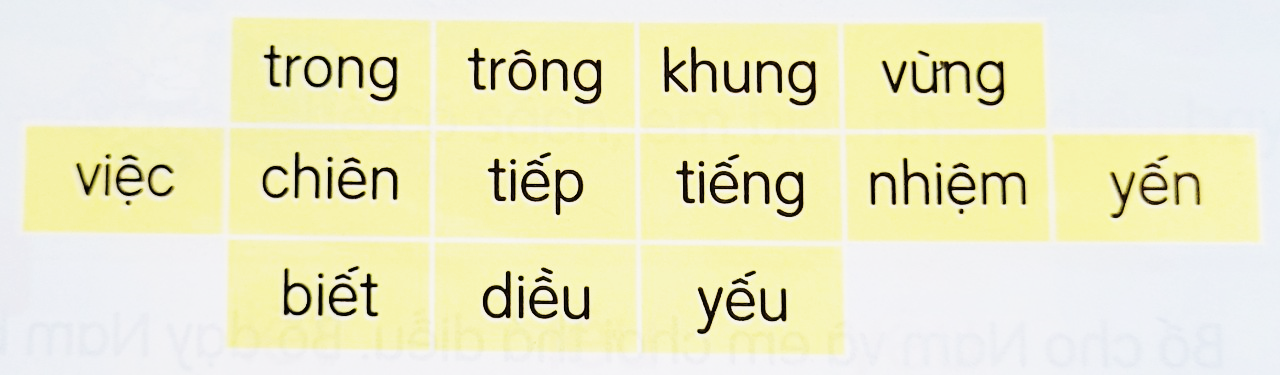 trong trông khung vừng
việc chiên tiếp tiếng nhiệm yến
biết diều yếu